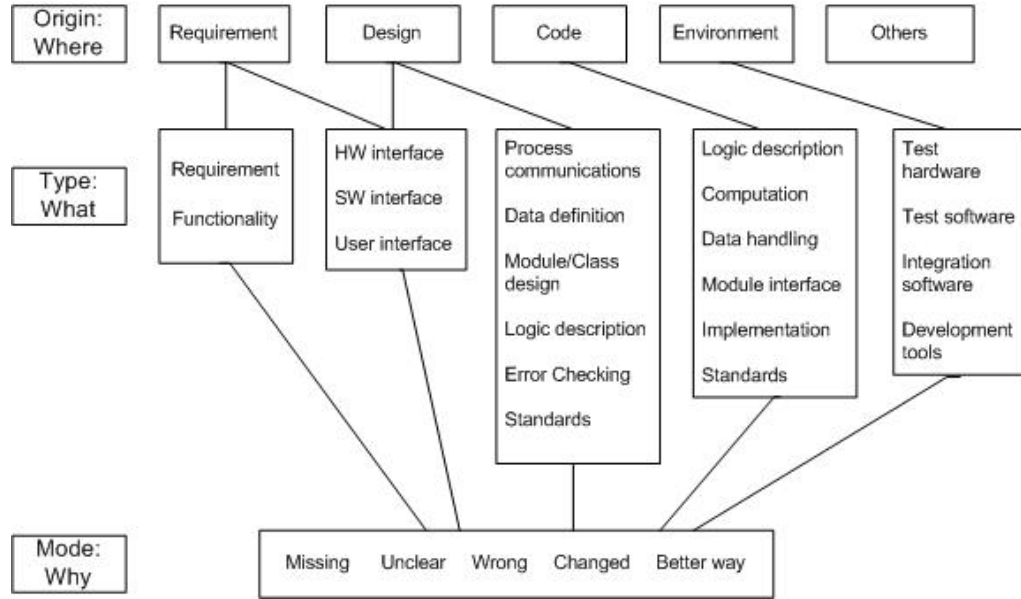 Origin:
Where
Requirement
Design
Code
Environment
Others
Type:
What
Requirement
Functionality
HW interface
SW interface
User interface
Process
communications
Data definition
Module/Class
design
Logic description
Error Checking
Standards
Logic description
Computation
Data handling
Module interface
Implementation
Standards
Test
hardware
Test software
Integration
software
Development
tools
Mode:
Why
Missing
Unclear
Wrong
Changed
Better way